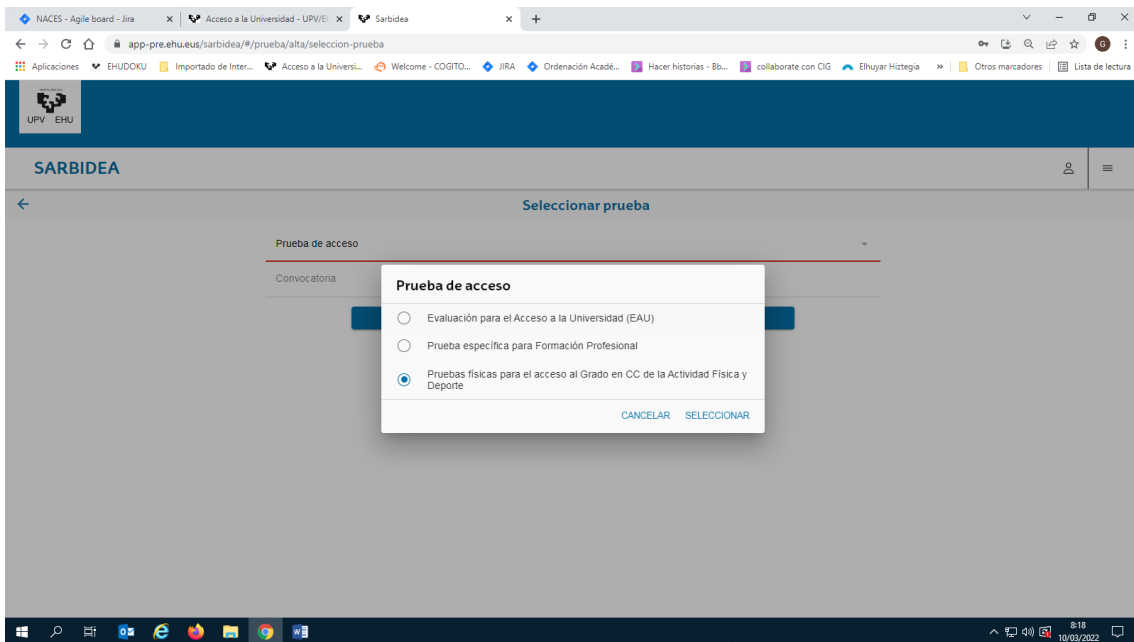 NACES - Agile board - Jira
Acceso a la Universidad - UPV/EH
Sarbidea
app-pre.ehu.eus/sarbidea/#/prueba/alta/seleccion-prueba
G
Aplicaciones
EHUDOKU
Importado de Inter...
Acceso a la Universi...
Welcome - COGITO...
JIRA
Ordenación Acadé...
Hacer historias - Bb...
collaborate con CIG
Elhuyar Hiztegia
»
Otros marcadores
Lista de lectura
UPV EHU
SARBIDEA
Seleccionar prueba
Prueba de acceso
Convocatoria
Prueba de acceso
Evaluación para el Acceso a la Universidad (EAU)
Prueba específica para Formación Profesional
Pruebas físicas para el acceso al Grado en CC de la Actividad Física y
Deporte
CANCELAR SELECCIONAR
8:18
10/03/2022